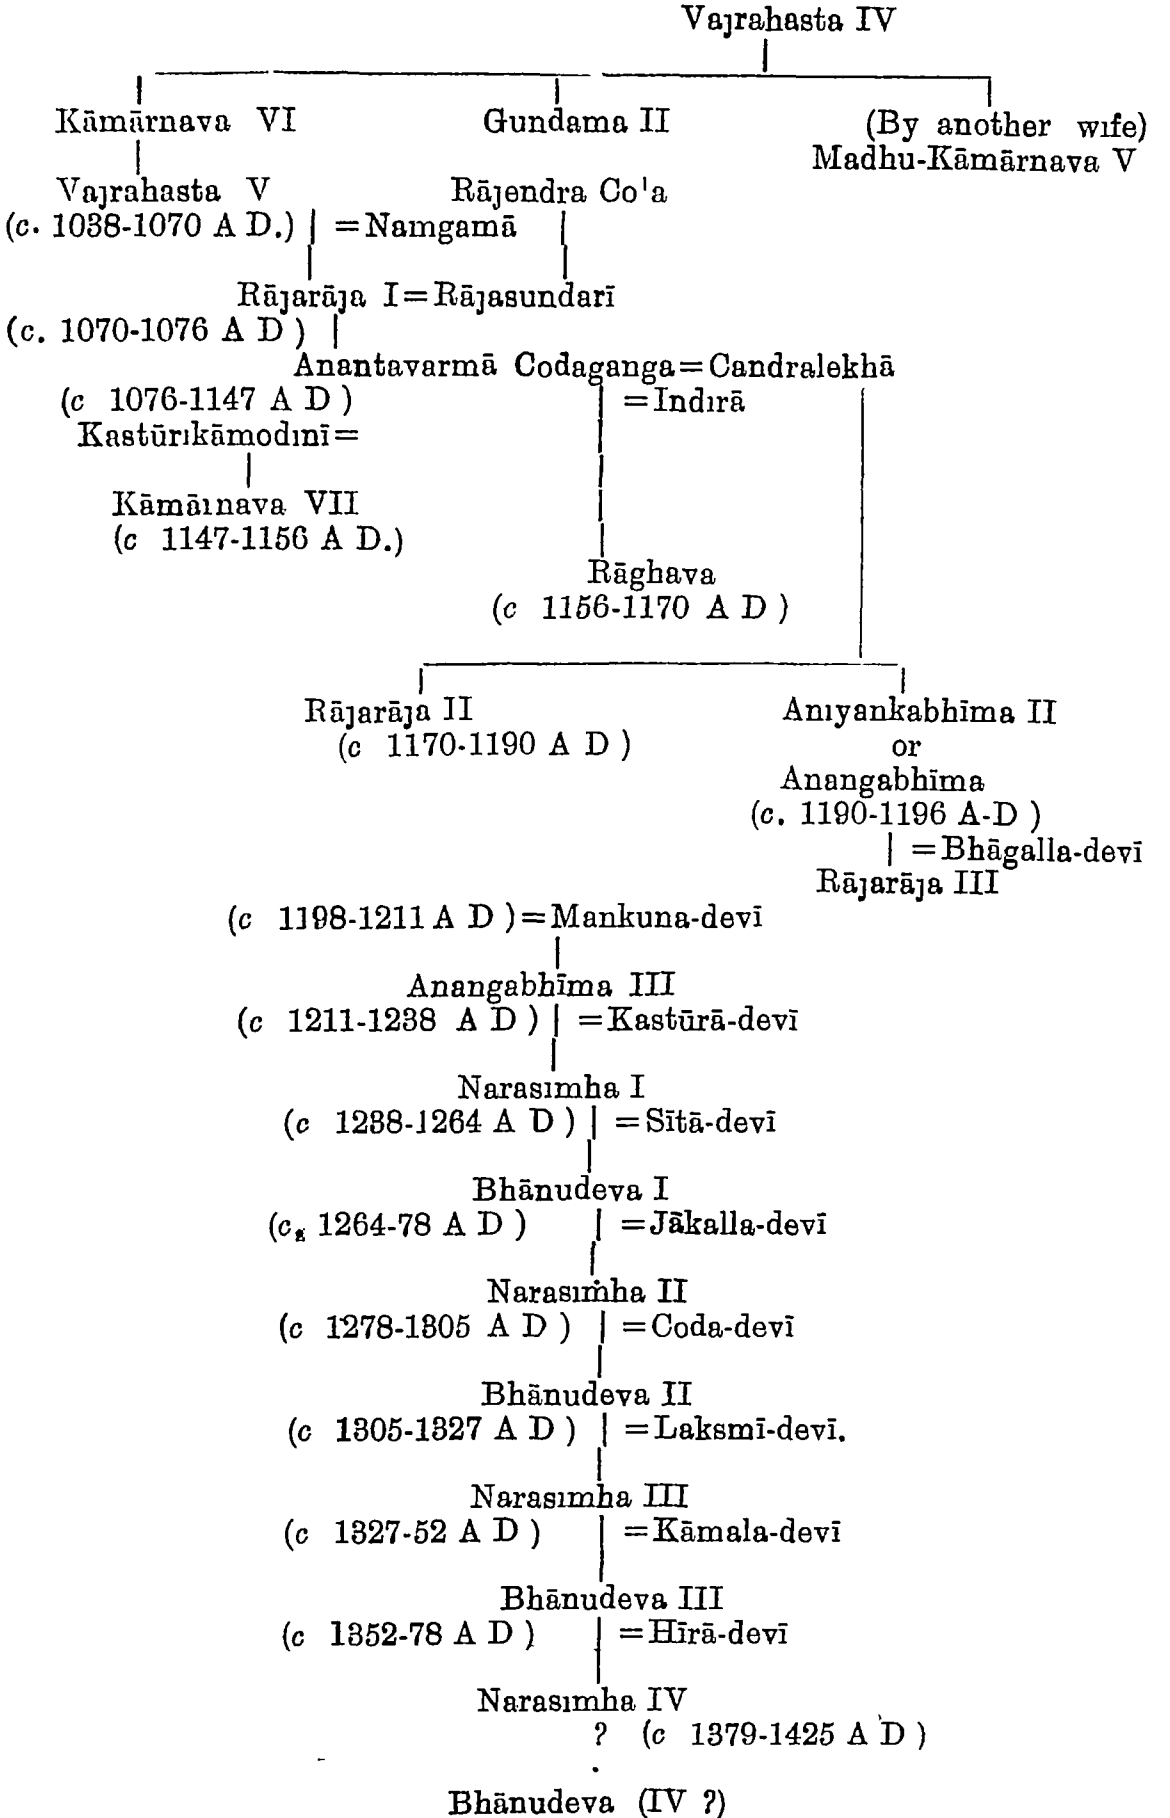 Vajrahasta IV
Kāmārnava VI Gundama II (By another wife)
Madhu-Kāmārnava V
Vajrahasta V Rājendra Co'a
(c. 1038-1070 A D.) =Namgamā
Rājarāja I=Rājasundarī
(c. 1070-1076 A D )
Anantavarmā Codaganga=Candralekhā
(c 1076-1147 A D ) =Indirā
Kastūrikāmodinī=
Kāmāinava VII
(c 1147-1156 A D.)
Rāghava
(c 1156-1170 A D )
Rājarāja II Aniyankabhīma II
(c 1170-1190 A D ) or
Anangabhīma
(c. 1190-1196 A-D )
=Bhāgalla-devī
Rājarāja III
(c 1198-1211 A D )=Mankuna-devī
Anangabhīma III
(c 1211-1238 A D ) =Kastūrā-devī
Narasimha I
(c 1238-1264 A D ) =Sītā-devī
Bhānudeva I
(c. 1264-78 A D ) =Jākalla-devī
Narasiṁha II
(c 1278-1305 A D ) =Coda-devī
Bhānudeva II
(c 1305-1327 A D ) =Laksmī-devī.
Narasimha III
(c 1327-52 A D ) =Kāmala-devī
Bhānudeva III
(c 1352-78 A D ) =Hīrā-devī
Narasimha IV
? (c 1379-1425 A D )
Bhānudeva (IV ?)